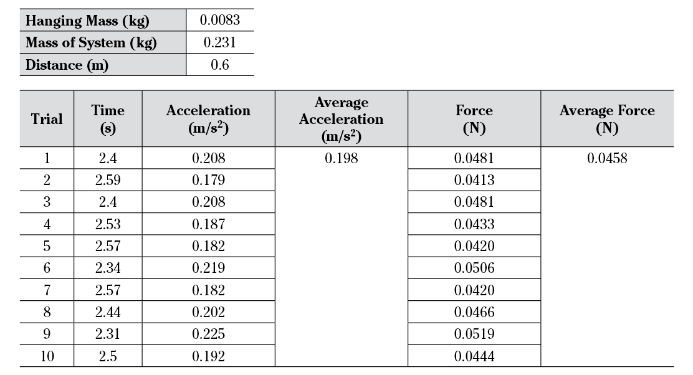 Hanging Mass (kg) 0.0083
Mass of System (kg) 0.231
Distance (m) 0.6
Trial Time (s) Acceleration (m/s²) Average Acceleration (m/s²) Force (N) Average Force (N)
1 2.4 0.208 0.198 0.0481 0.0458
2 2.59 0.179 0.0413
3 2.4 0.208 0.0481
4 2.53 0.187 0.0433
5 2.57 0.182 0.0420
6 2.34 0.219 0.0506
7 2.57 0.182 0.0420
8 2.44 0.202 0.0466
9 2.31 0.225 0.0519
10 2.5 0.192 0.0444